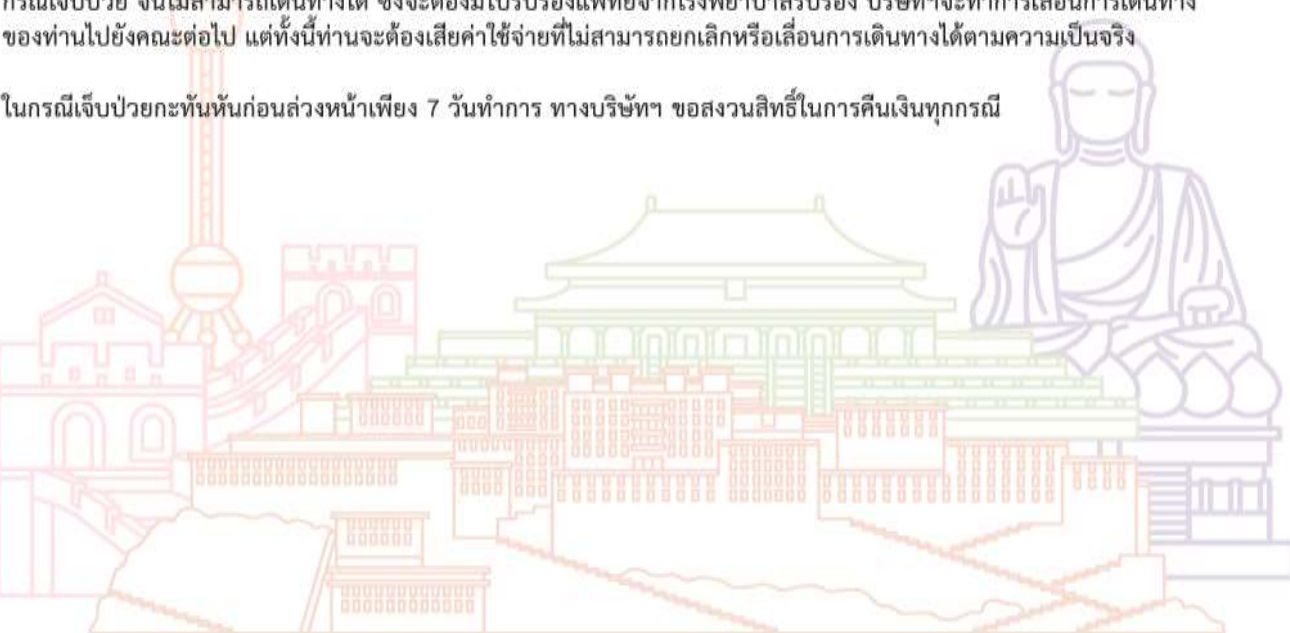 กรณีเจ็บป่วย จนไม่สามารถเดินทางได้ ซึ่งจะต้องมีใบรับรองแพทย์จากโรงพยาบาลรับรอง บริษัทฯจะทำการเลื่อนการเดินทาง
ของท่านไปยังคณะต่อไป แต่ทั้งนี้ท่านจะต้องเสียค่าใช้จ่ายที่ไม่สามารถยกเลิกหรือเลื่อนการเดินทางได้ตามความเป็นจริง
ในกรณีเจ็บป่วยกะทันหันก่อนล่วงหน้าเพียง 7 วันทำการ ทางบริษัทฯ ขอสงวนสิทธิ์ในการคืนเงินทุกกรณี